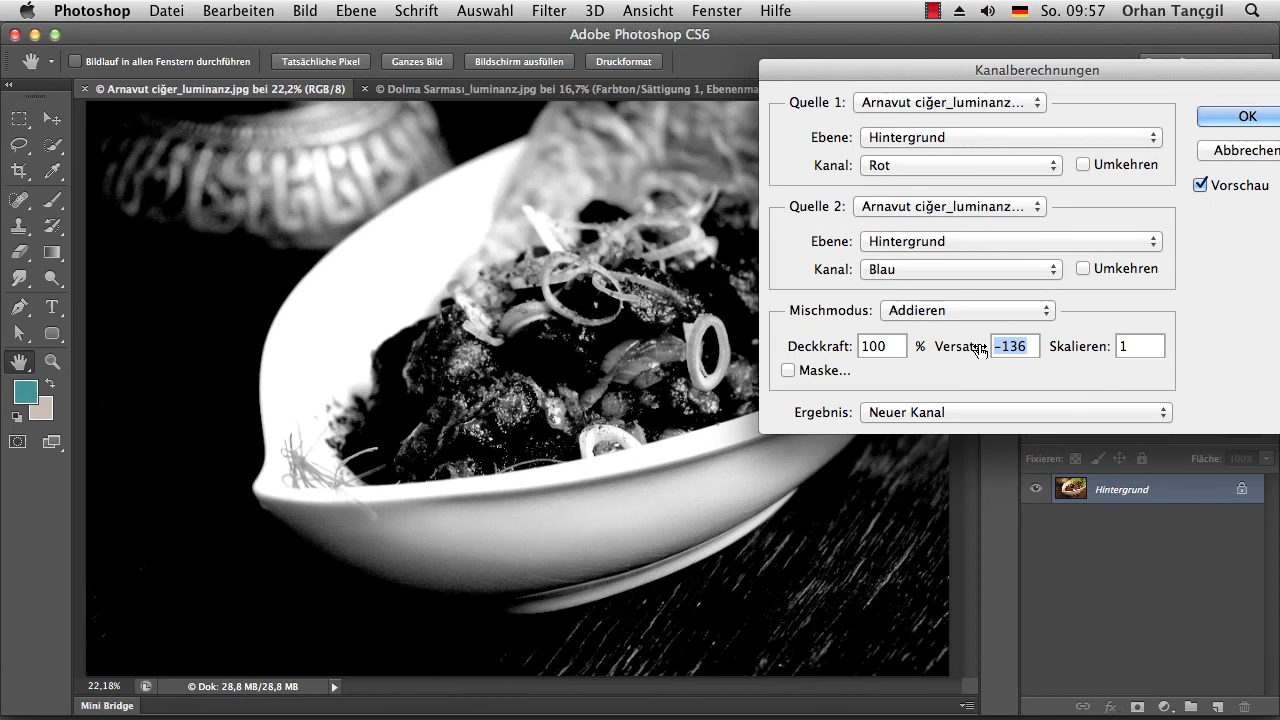 Photoshop Datei Bearbeiten Bild Ebene Schrift Auswahl Filter 3D Ansicht Fenster Hilfe So. 09:57 Orhan Tançgil
Adobe Photoshop CS6
Bildlauf in allen Fenstern durchführen Tatsächliche Pixel Ganzes Bild Bildschirm ausfüllen Druckformat
© Arnavut ciğer_luminanz.jpg bei 22,2% (RGB/8) © Dolma Sarması_luminanz.jpg bei 16,7% (Farbton/Sättigung 1, Ebenenma
Kanalberechnungen
Quelle 1: Arnavut ciğer_luminanz...
OK
Ebene: Hintergrund
Abbrechen
Kanal: Rot Umkehren
Vorschau
Quelle 2: Arnavut ciğer_luminanz...
Ebene: Hintergrund
Kanal: Blau Umkehren
Mischmodus: Addieren
Deckkraft: 100 % -136 Skalieren: 1
Maske...
Ergebnis: Neuer Kanal
Fixieren: Fläche: 100%
Hintergrund
22,18% © Dok: 28,8 MB/28,8 MB
Mini Bridge